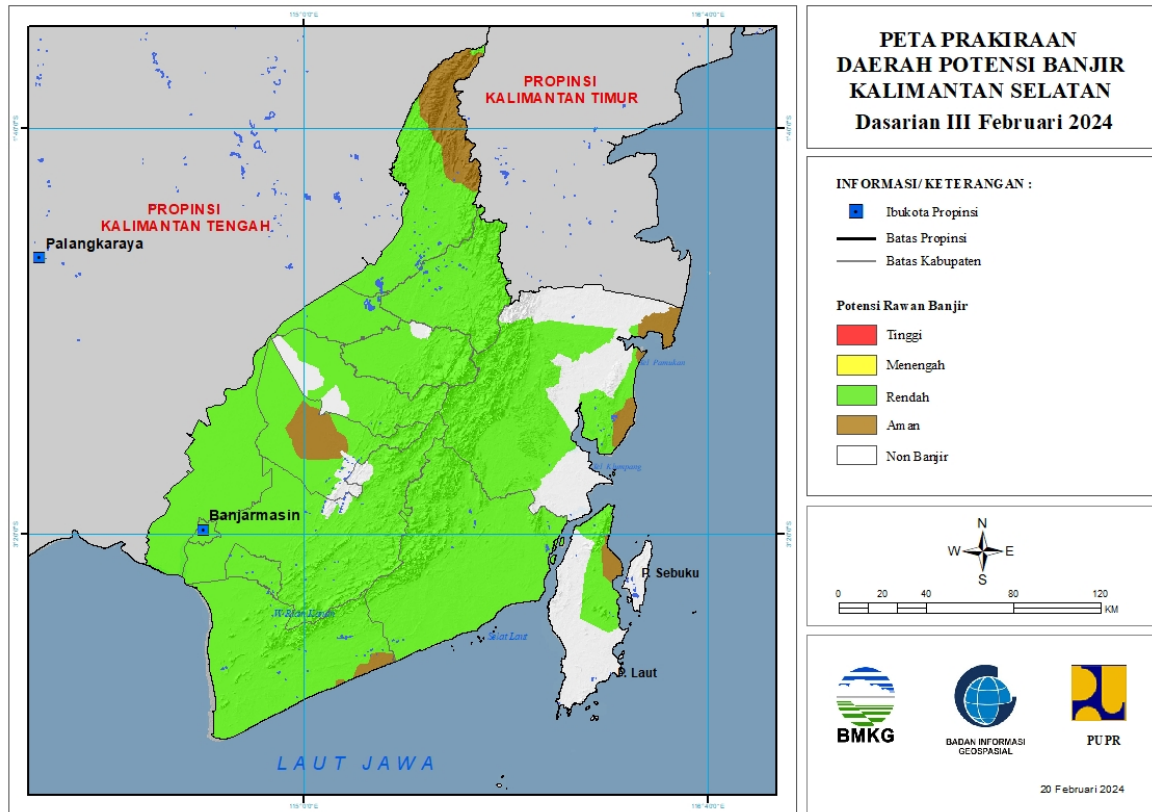 PETA PRAKIRAAN
DAERAH POTENSI BANJIR
KALIMANTAN SELATAN
Dasarian III Februari 2024
INFORMASI/ KETERANGAN :
Ibukota Propinsi
Batas Propinsi
Batas Kabupaten
Potensi Rawan Banjir
Tinggi
Menengah
Rendah
Aman
Non Banjir
N
W E
S
0 20 40 80 120
KM
BMKG
BADAN INFORMASI
GEOSPASIAL
PUPR
20 Februari 2024
PROPINSI
KALIMANTAN TIMUR
PROPINSI
KALIMANTAN TENGAH
Palangkaraya
Banjarmasin
P. Sebuku
P. Laut
Selat Laut
LAUT JAWA